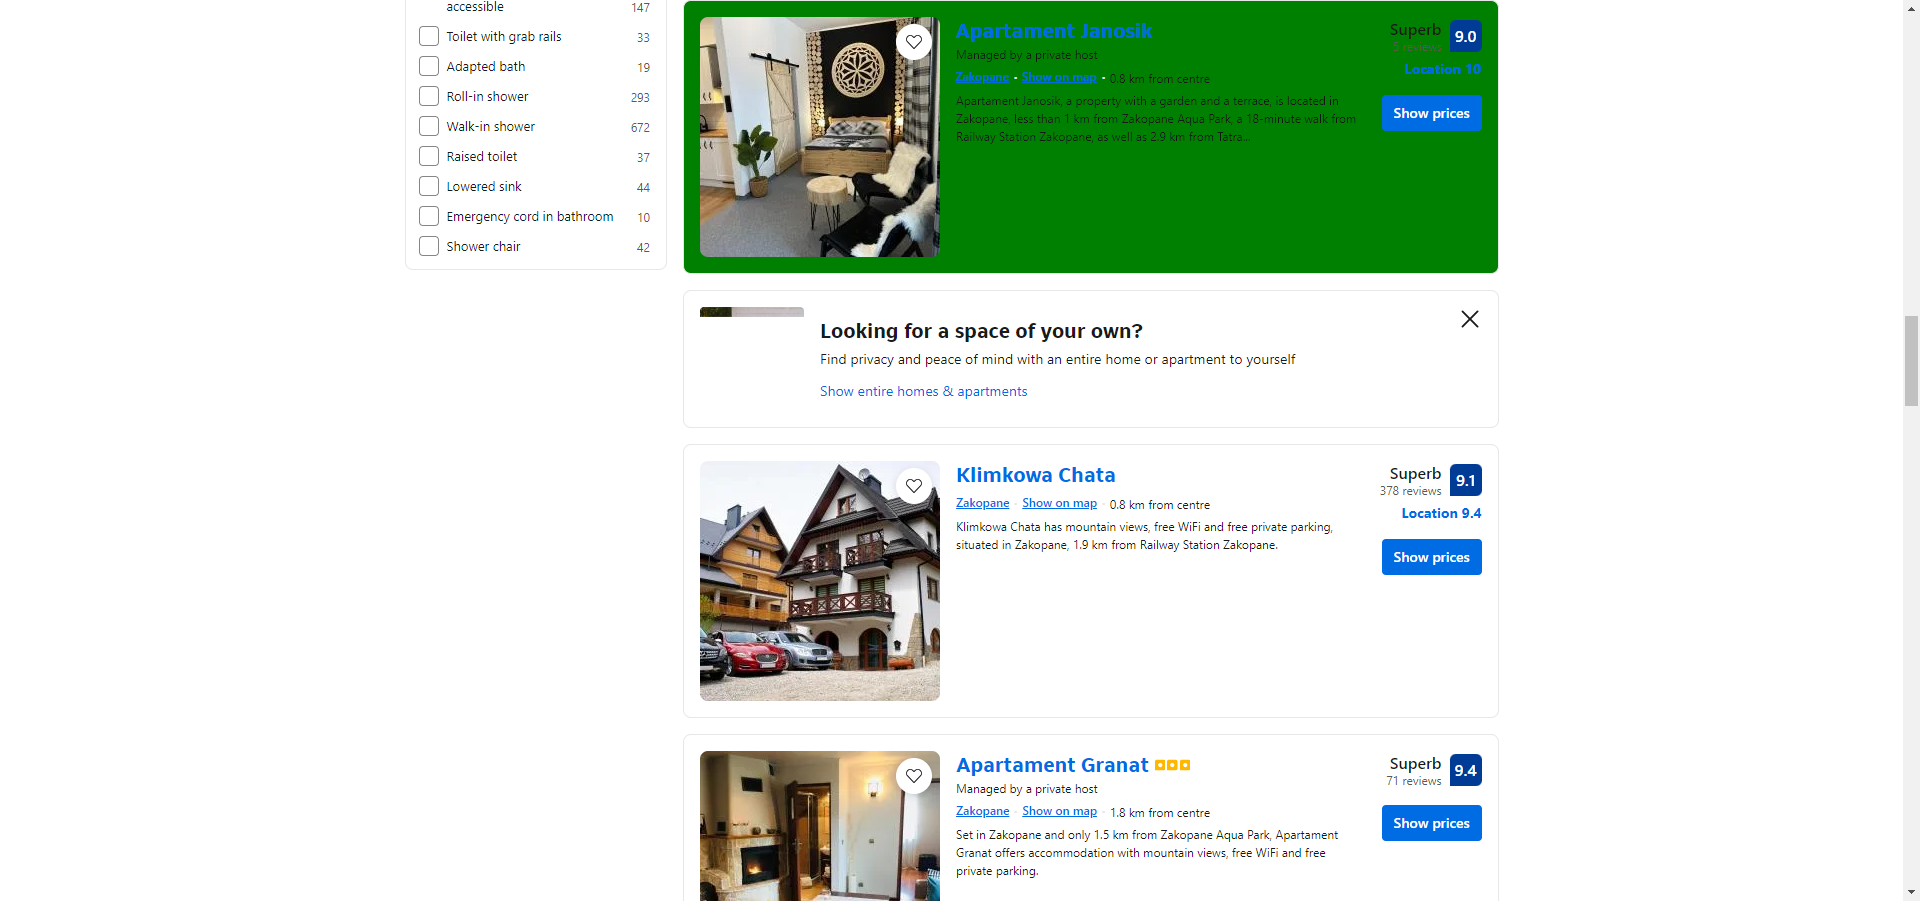 accessible 147
Toilet with grab rails 33
Adapted bath 19
Roll-in shower 293
Walk-in shower 672
Raised toilet 37
Lowered sink 44
Emergency cord in bathroom 10
Shower chair 42
Apartament Janosik
Managed by a private host
Zakopane • Show on map • 0.8 km from centre
Apartament Janosik, a property with a garden and a terrace, is located in
Zakopane, less than 1 km from Zakopane Aqua Park, a 18-minute walk from
Railway Station Zakopane, as well as 2.9 km from Tatra...
Superb 9.0
5 reviews
Location 10
Show prices
Looking for a space of your own?
Find privacy and peace of mind with an entire home or apartment to yourself
Show entire homes & apartments
Klimkowa Chata
Zakopane · Show on map · 0.8 km from centre
Klimkowa Chata has mountain views, free WiFi and free private parking,
situated in Zakopane, 1.9 km from Railway Station Zakopane.
Superb 9.1
378 reviews
Location 9.4
Show prices
Apartament Granat
Managed by a private host
Zakopane · Show on map · 1.8 km from centre
Set in Zakopane and only 1.5 km from Zakopane Aqua Park, Apartament
Granat offers accommodation with mountain views, free WiFi and free
private parking.
Superb 9.4
71 reviews
Show prices